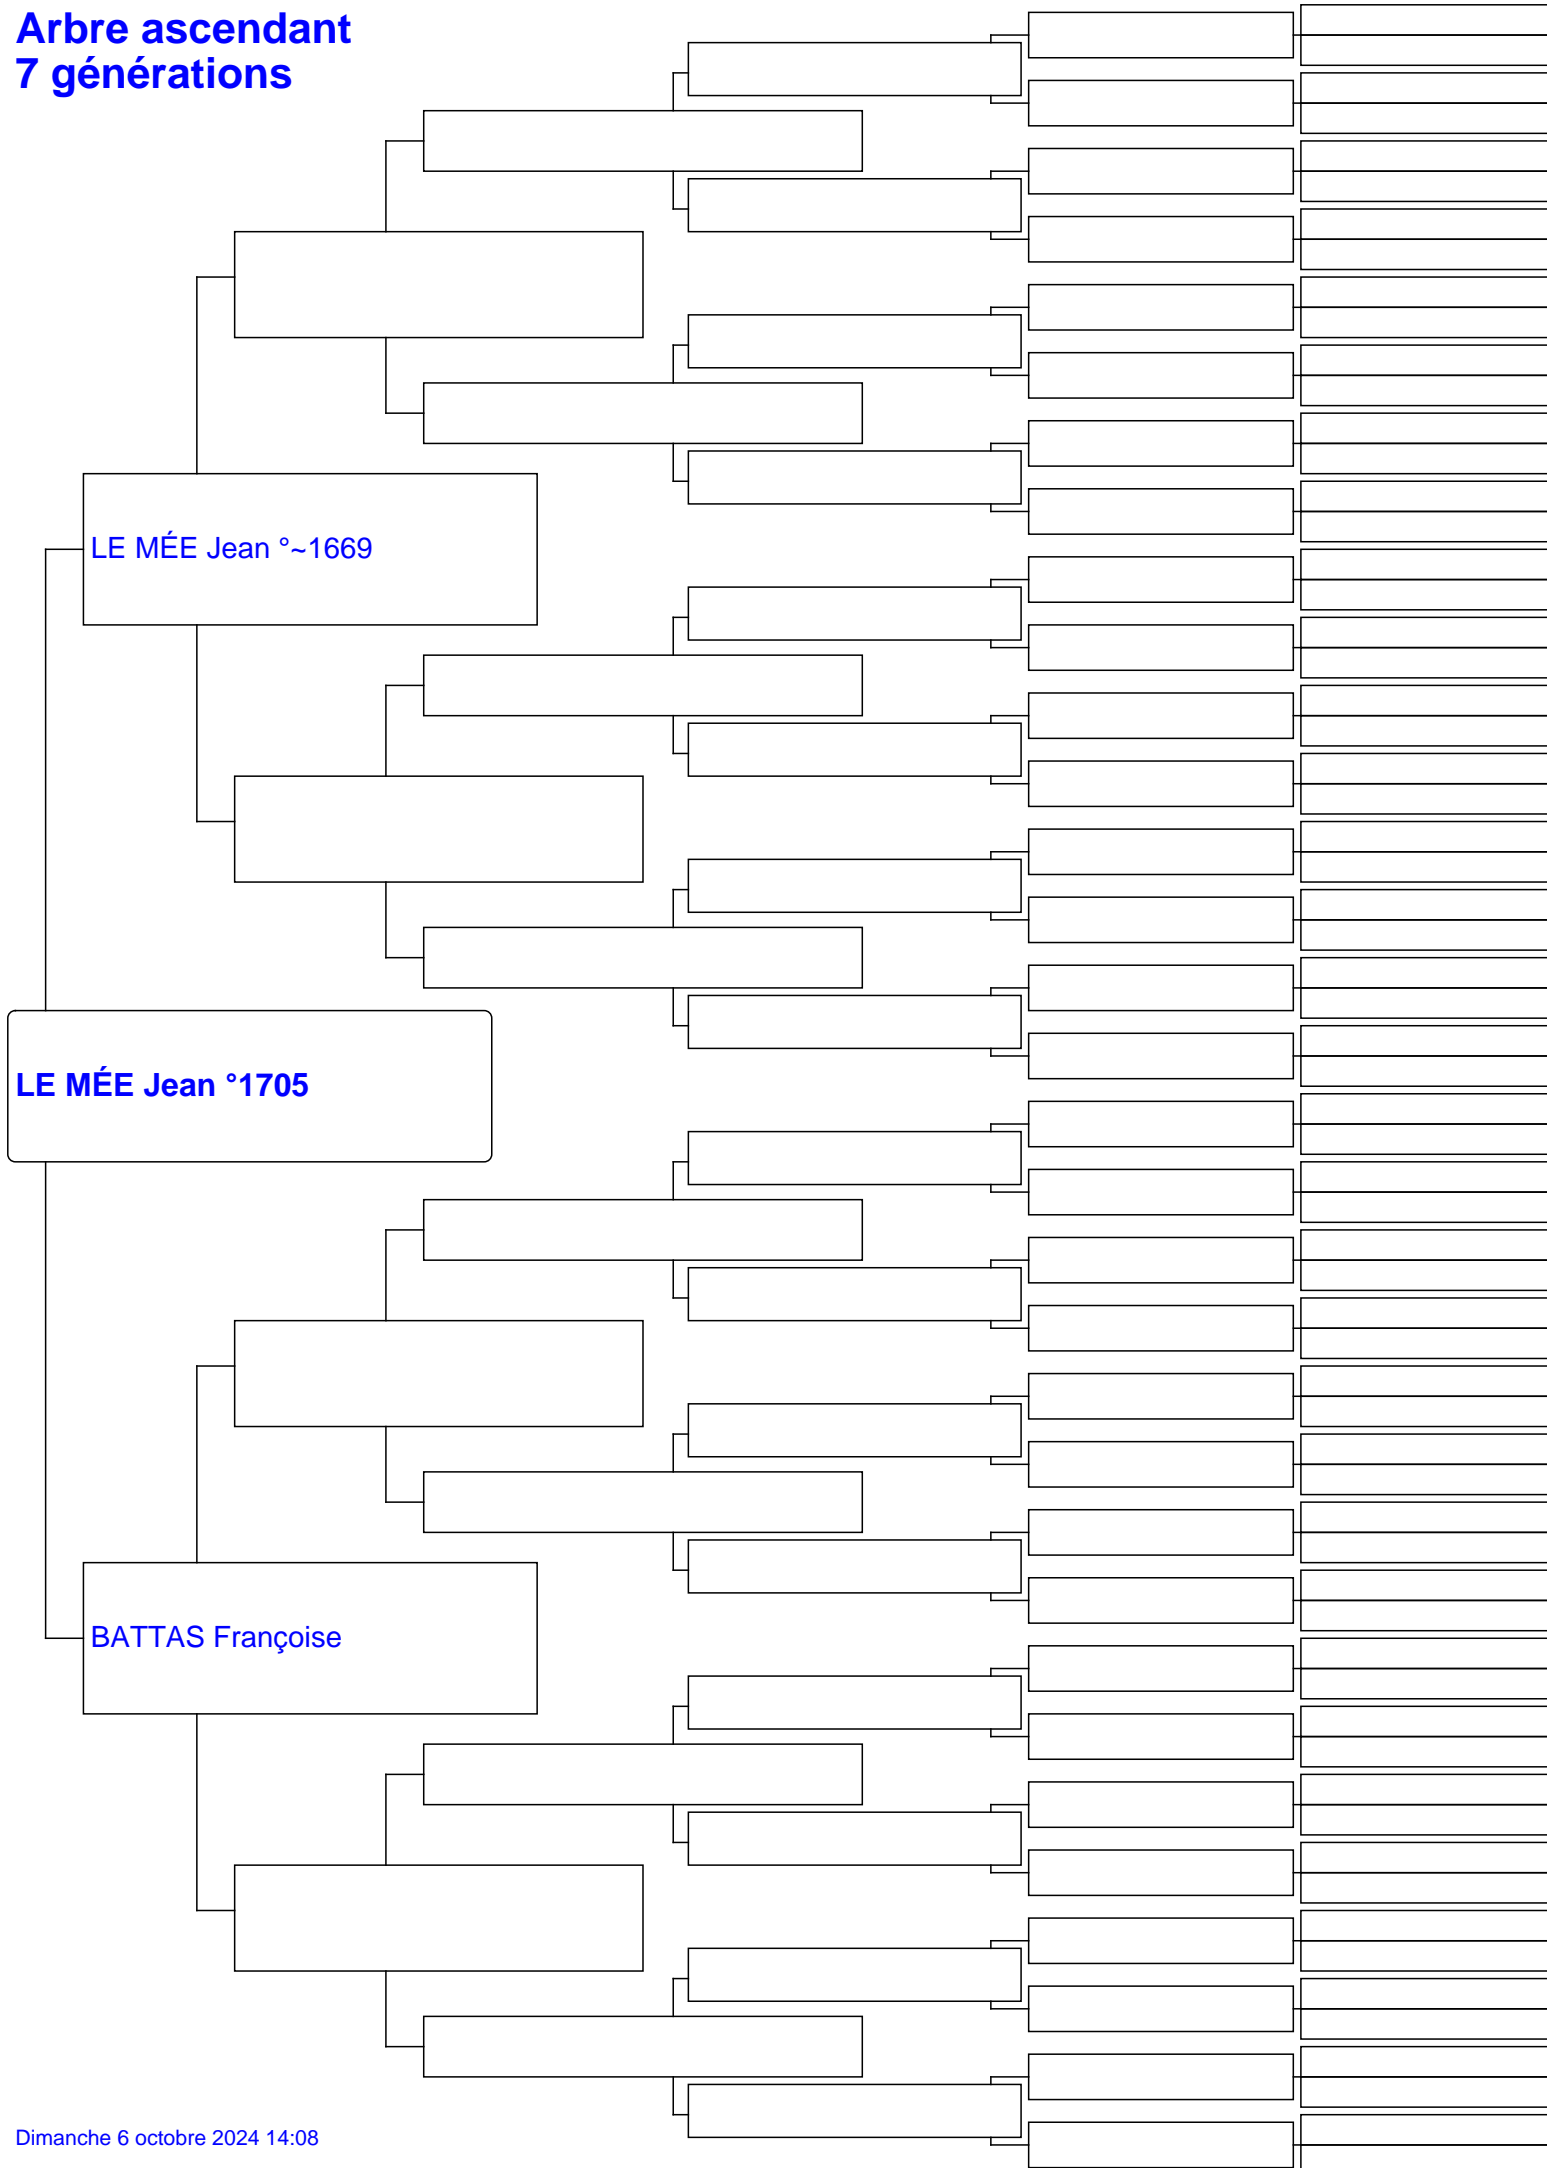 Arbre ascendant
7 générations
LE MÉE Jean °~1669
LE MÉE Jean °1705
BATTAS Françoise
Dimanche 6 octobre 2024 14:08